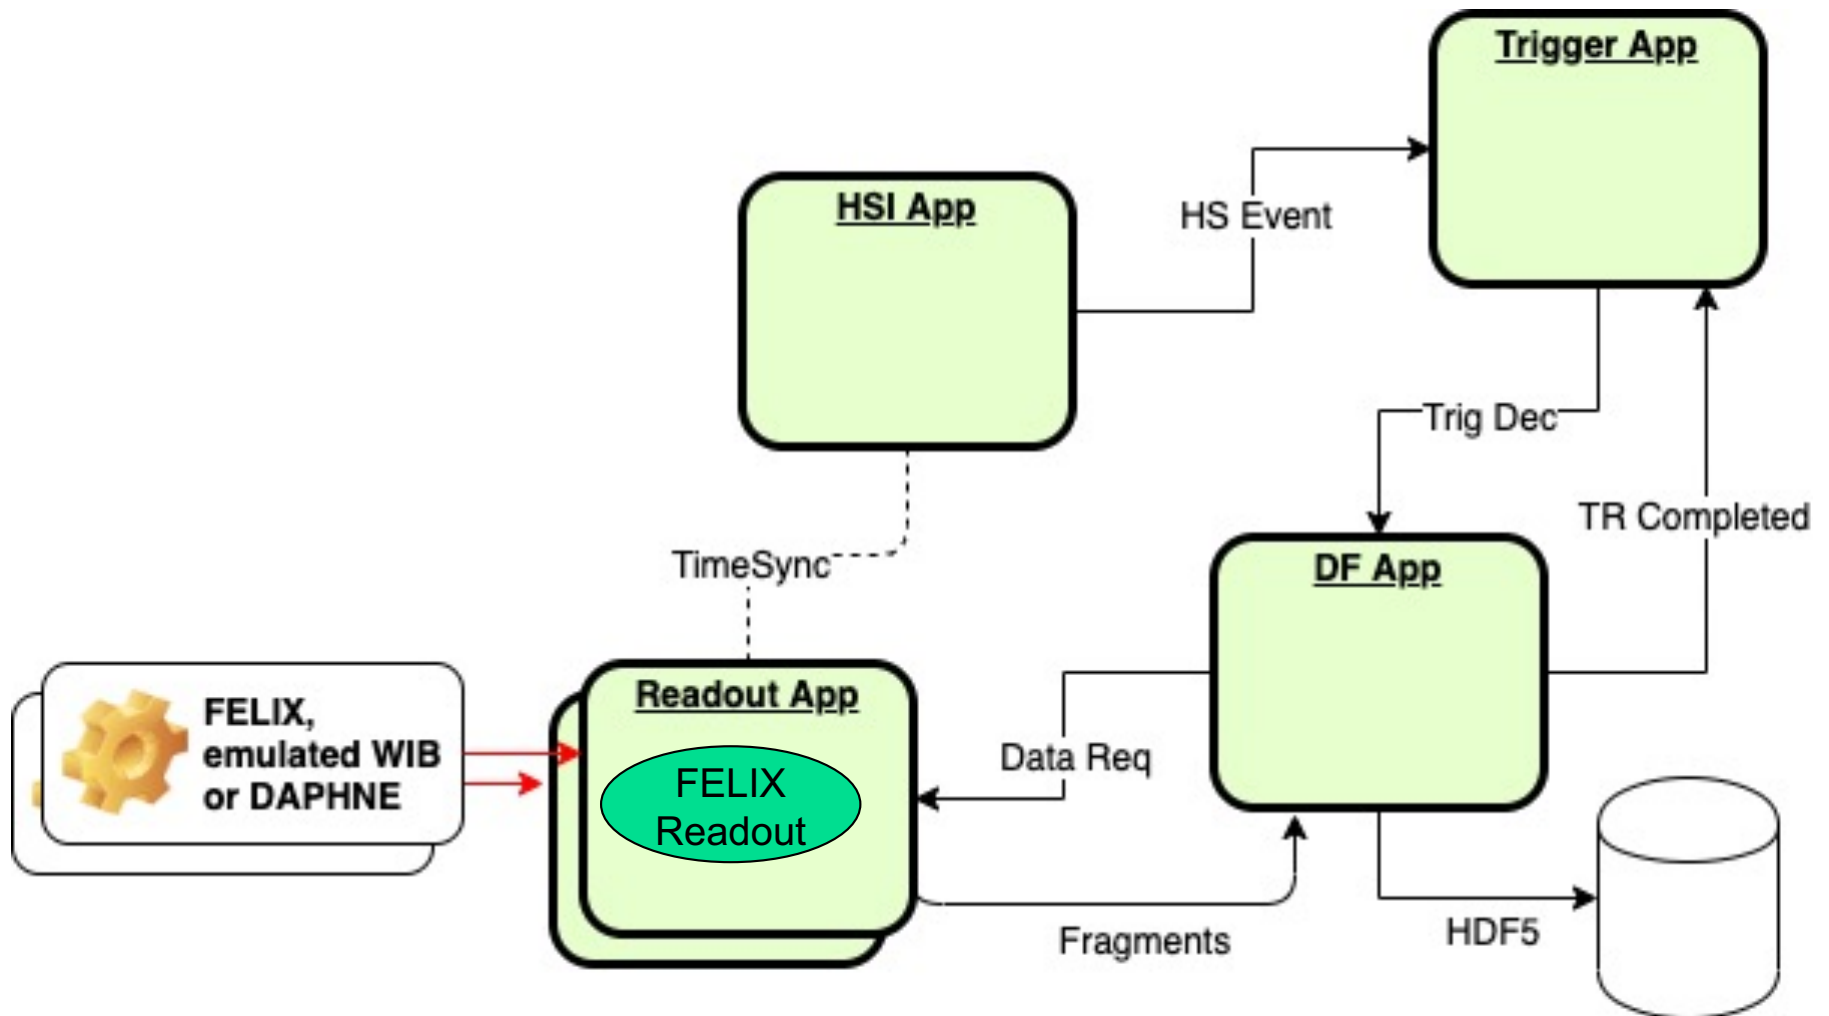 Trigger App
HSI App
HS Event
Trig Dec
TR Completed
TimeSync
DF App
FELIX,
emulated WIB
or DAPHNE
Readout App
FELIX
Readout
Data Req
Fragments
HDF5